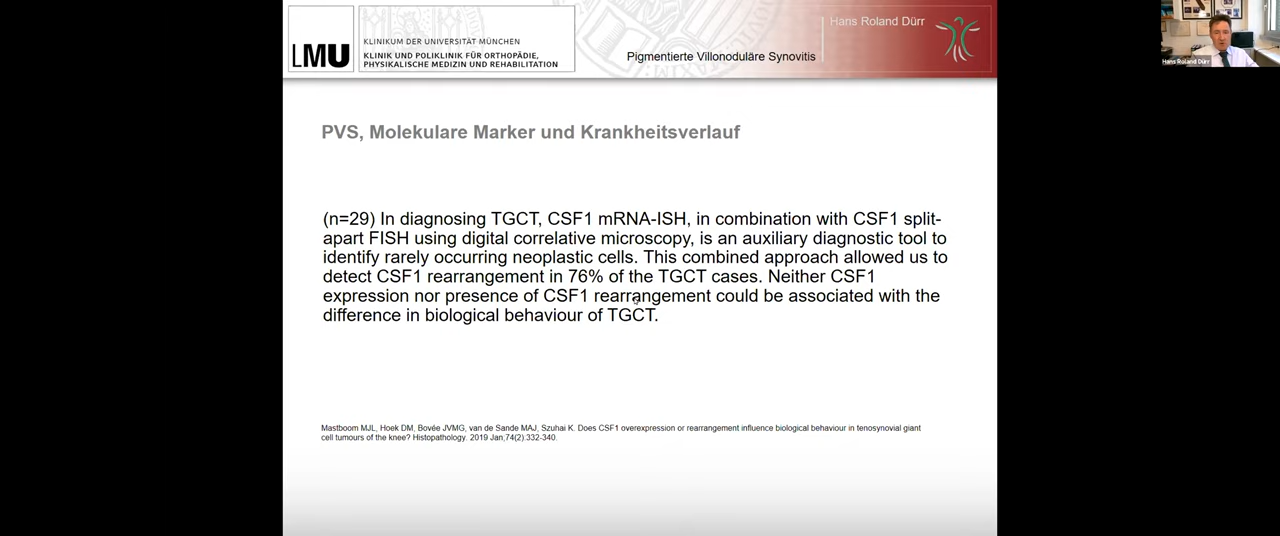 LMU
KLINIKUM DER UNIVERSITÄT MÜNCHEN
KLINIK UND POLIKLINIK FÜR ORTHOPÄDIE,
PHYSIKALISCHE MEDIZIN UND REHABILITATION
Pigmentierte Villonoduläre Synovitis
Hans Roland Dürr
Hans Roland Dürr
PVS, Molekulare Marker und Krankheitsverlauf
(n=29) In diagnosing TGCT, CSF1 mRNA-ISH, in combination with CSF1 split-
apart FISH using digital correlative microscopy, is an auxiliary diagnostic tool to
identify rarely occurring neoplastic cells. This combined approach allowed us to
detect CSF1 rearrangement in 76% of the TGCT cases. Neither CSF1
expression nor presence of CSF1 rearrangement could be associated with the
difference in biological behaviour of TGCT.
Mastboom MJL, Hoek DM, Bovée JVMG, van de Sande MAJ, Szuhai K. Does CSF1 overexpression or rearrangement influence biological behaviour in tenosynovial giant
cell tumours of the knee? Histopathology. 2019 Jan;74(2):332-340.